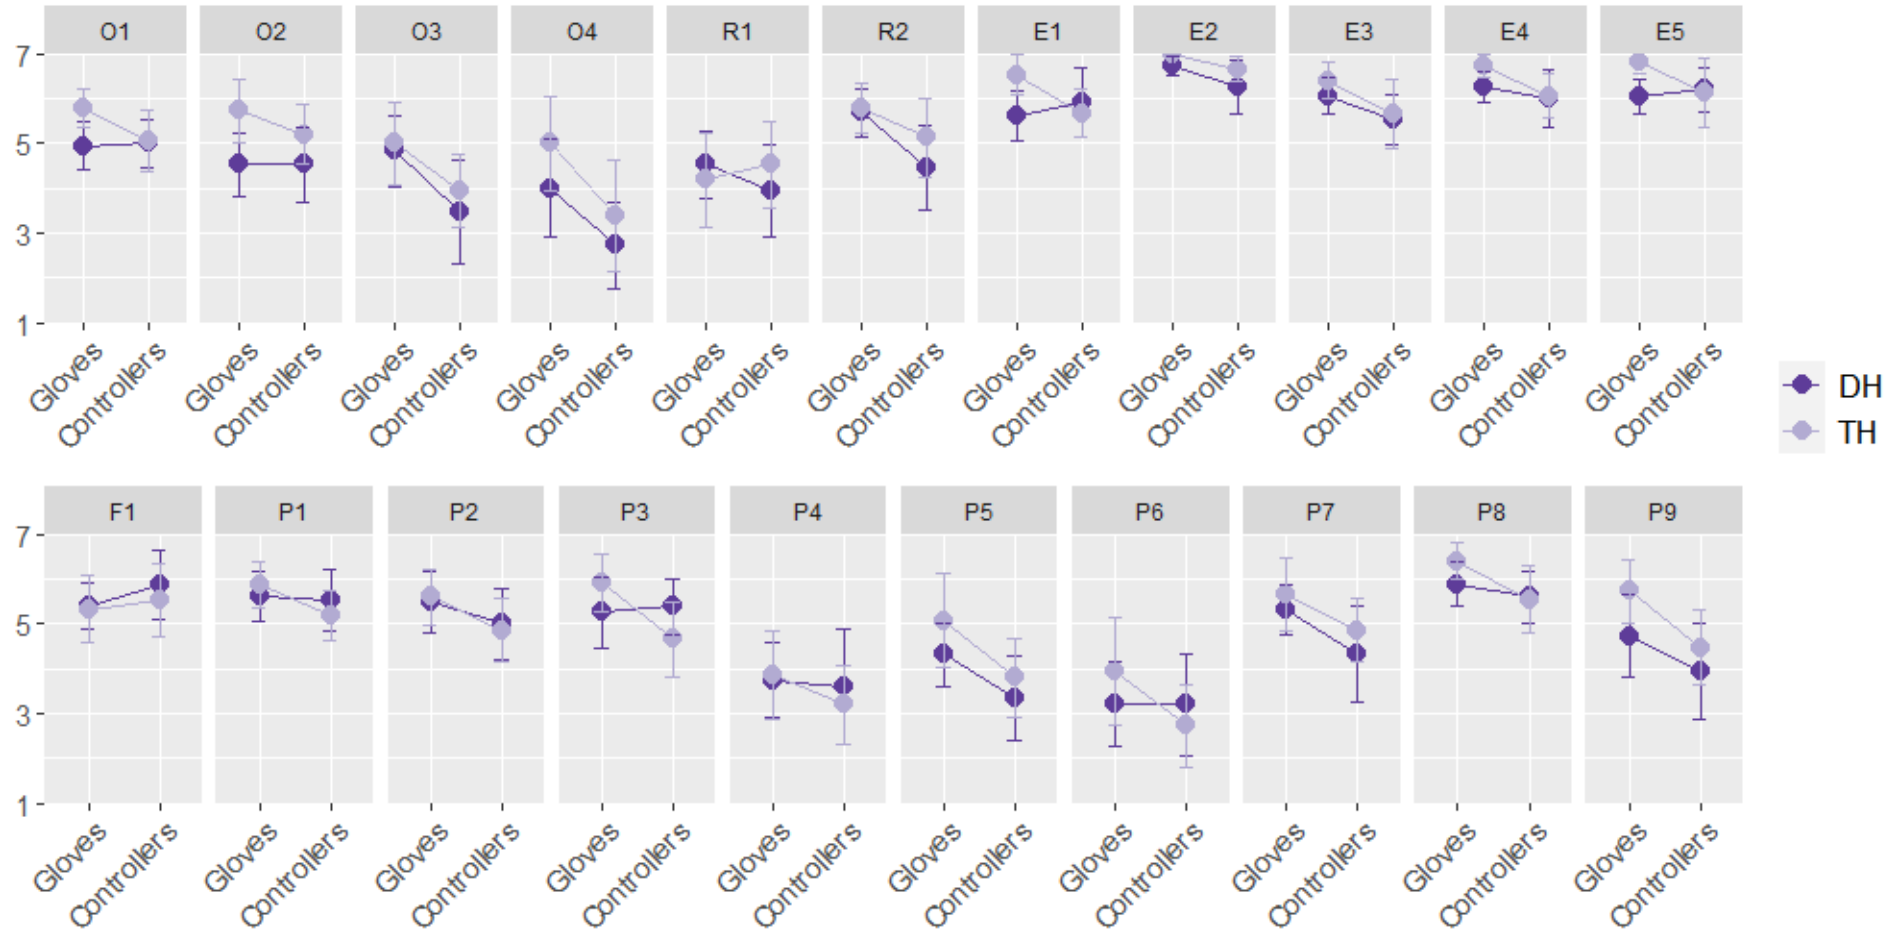 O1 O2 O3 O4 R1 R2 E1 E2 E3 E4 E5
7
5
3
1
Gloves Controllers Gloves Controllers Gloves Controllers Gloves Controllers Gloves Controllers Gloves Controllers Gloves Controllers Gloves Controllers Gloves Controllers Gloves Controllers Gloves Controllers
DH
TH
F1 P1 P2 P3 P4 P5 P6 P7 P8 P9
7
5
3
1
Gloves Controllers Gloves Controllers Gloves Controllers Gloves Controllers Gloves Controllers Gloves Controllers Gloves Controllers Gloves Controllers Gloves Controllers Gloves Controllers